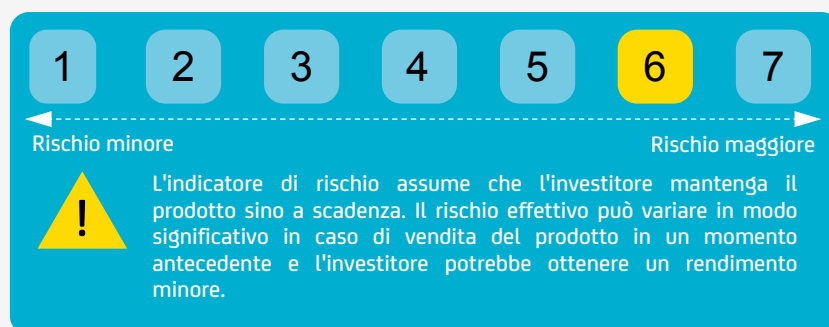 1 2 3 4 5 6 7
Rischio minore Rischio maggiore
!
L'indicatore di rischio assume che l'investitore mantenga il
prodotto sino a scadenza. Il rischio effettivo può variare in modo
significativo in caso di vendita del prodotto in un momento
antecedente e l'investitore potrebbe ottenere un rendimento
minore.